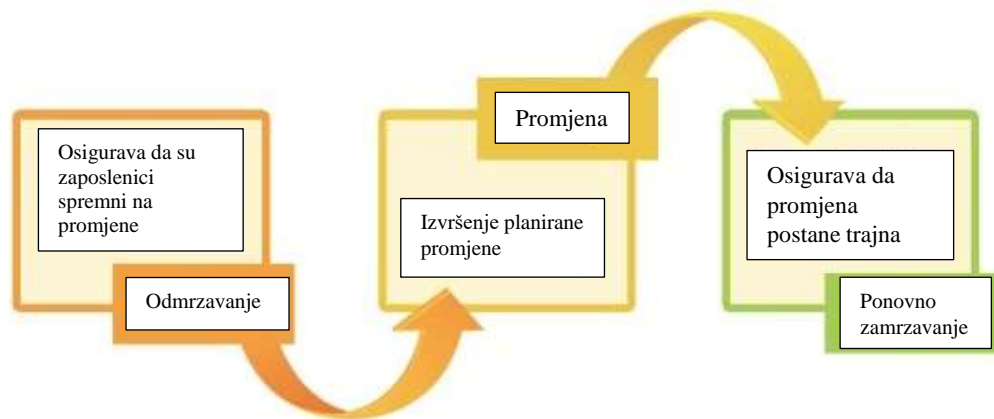 Osigurava da su
zaposlenici
spremni na
promjene
Odmrzavanje
Promjena
Izvršenje planirane
promjene
Osigurava da
promjena
postane trajna
Ponovno
zamrzavanje